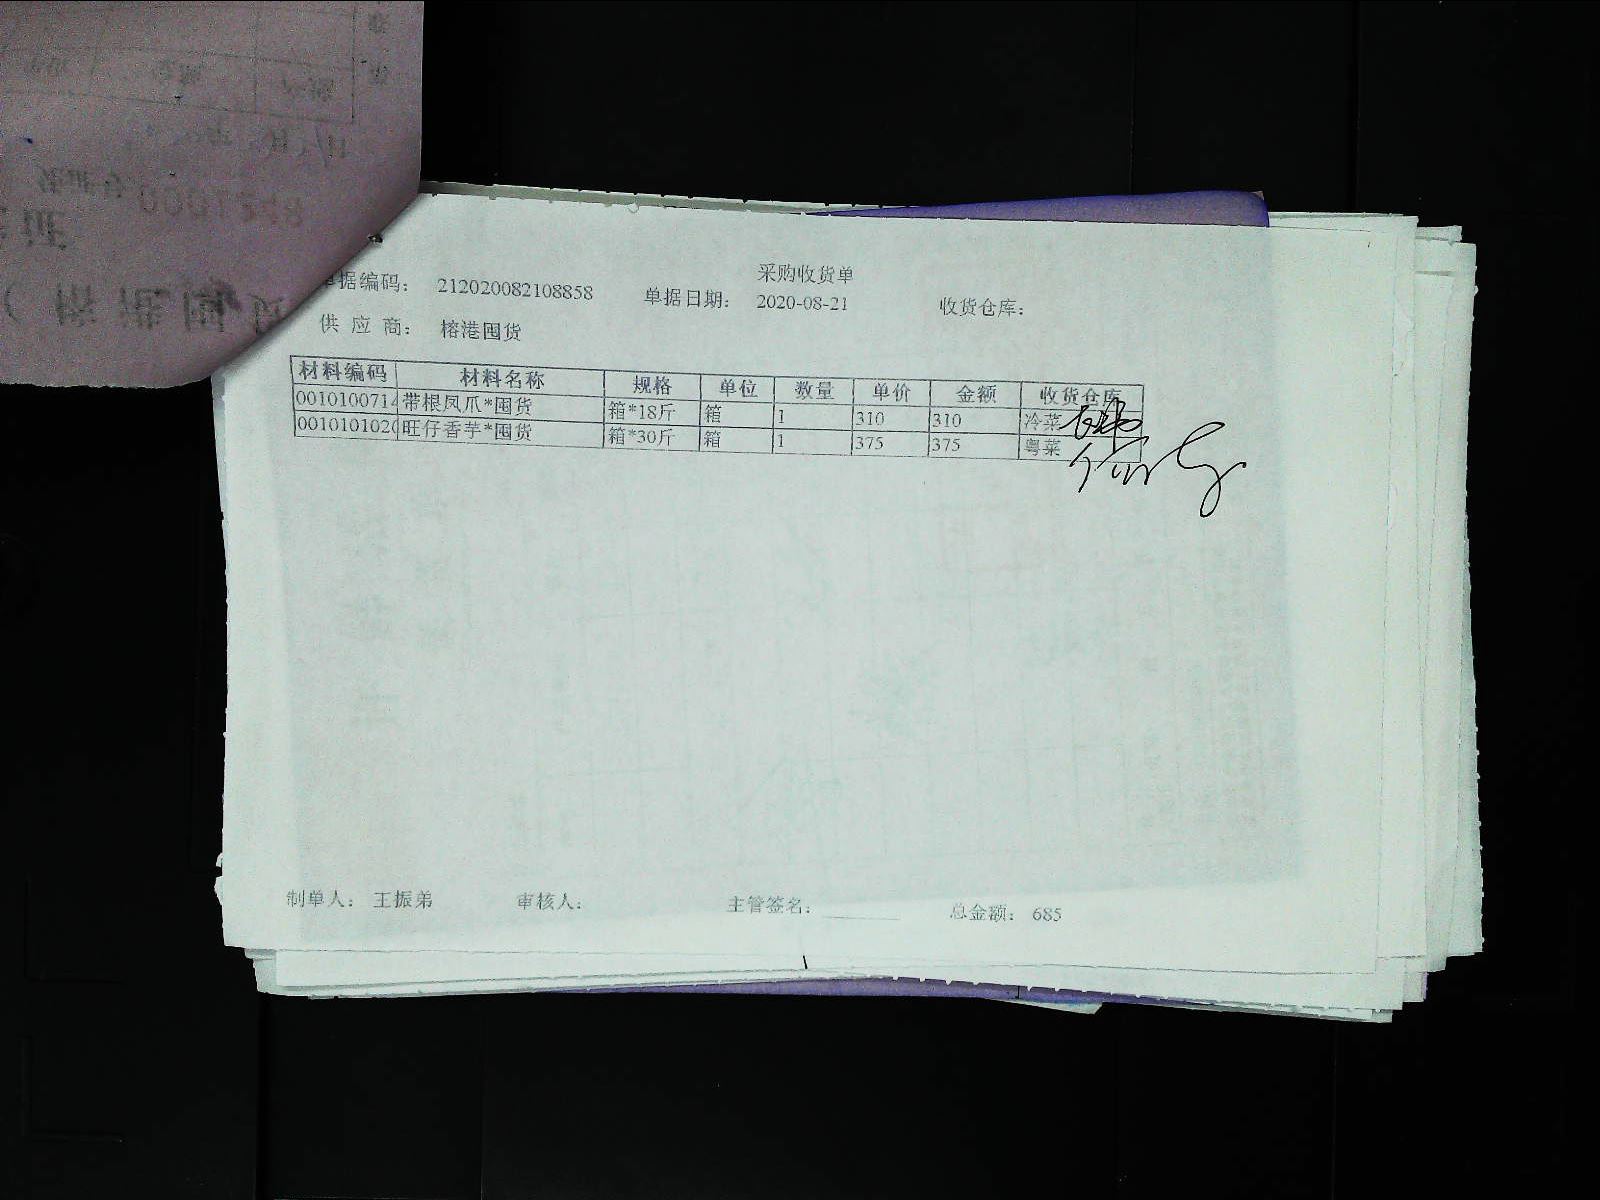 采购收货单
单据编码: 212020082108858 单据日期: 2020-08-21 收货仓库:
供 应 商: 榕港囤货
材料编码 材料名称 规格 单位 数量 单价 金额 收货仓库
0010100714 带根凤爪*囤货 箱*18斤 箱 1 310 310 冷菜
0010101020 旺仔香芋*囤货 箱*30斤 箱 1 375 375 粤菜
制单人: 王振弟 审核人: 主管签名: 总金额: 685